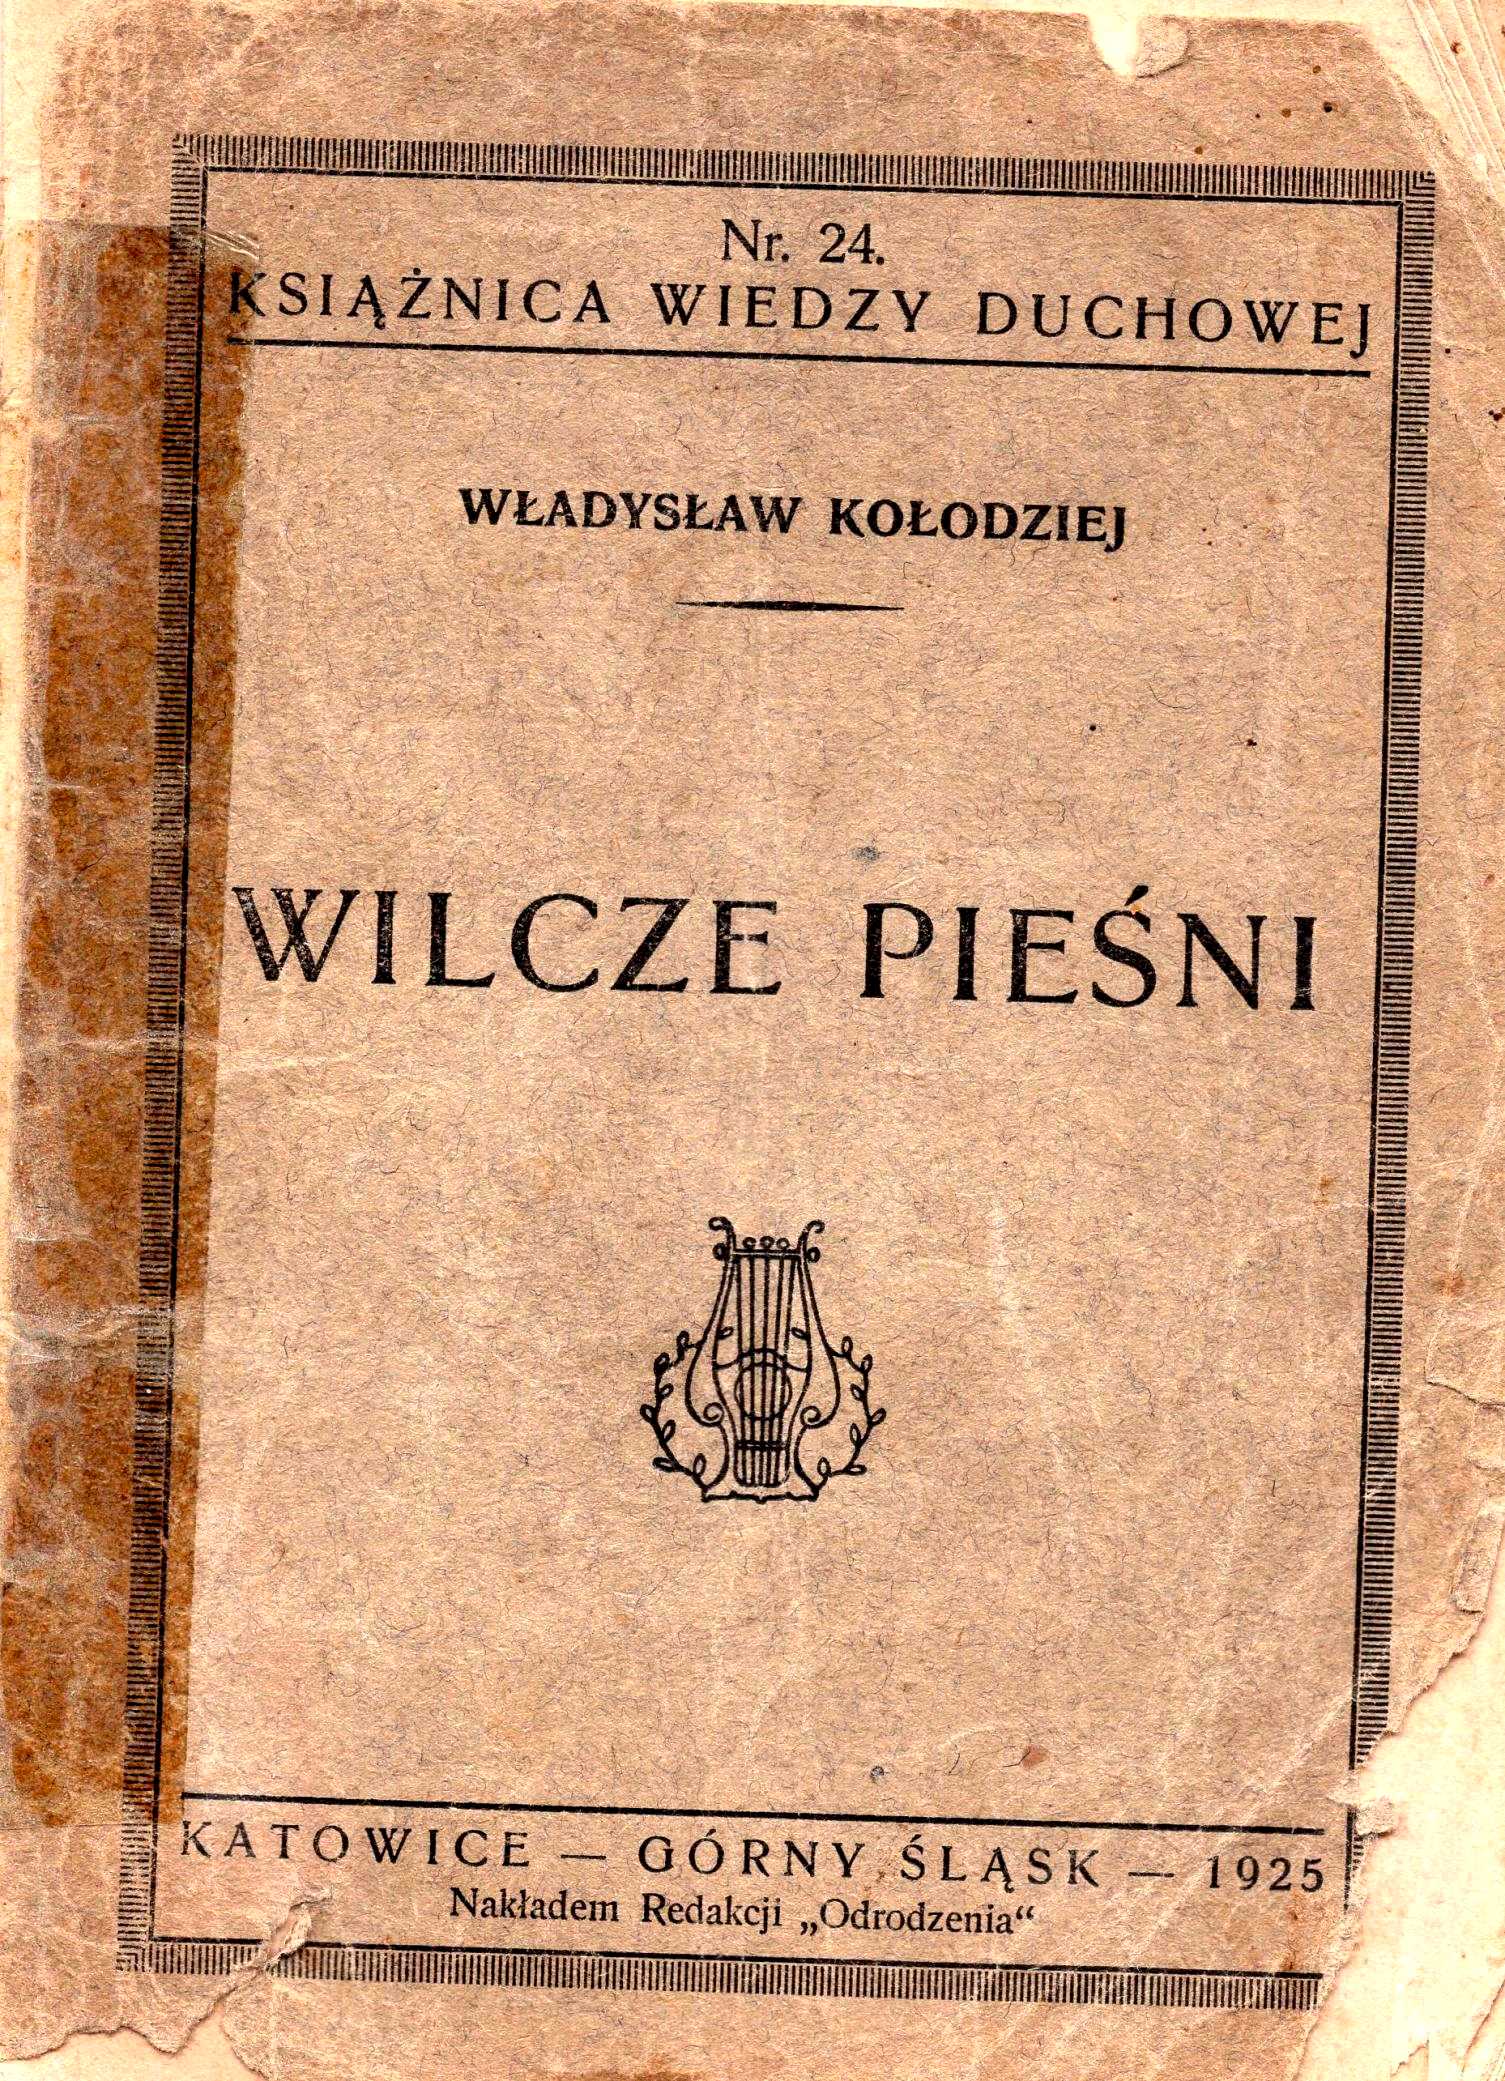 Nr. 24.
KSIĄŻNICA WIEDZY DUCHOWEJ
WŁADYSŁAW KOŁODZIEJ
WILCZE PIEŚNI
KATOWICE — GÓRNY ŚLĄSK — 1925
Nakładem Redakcji „Odrodzenia“